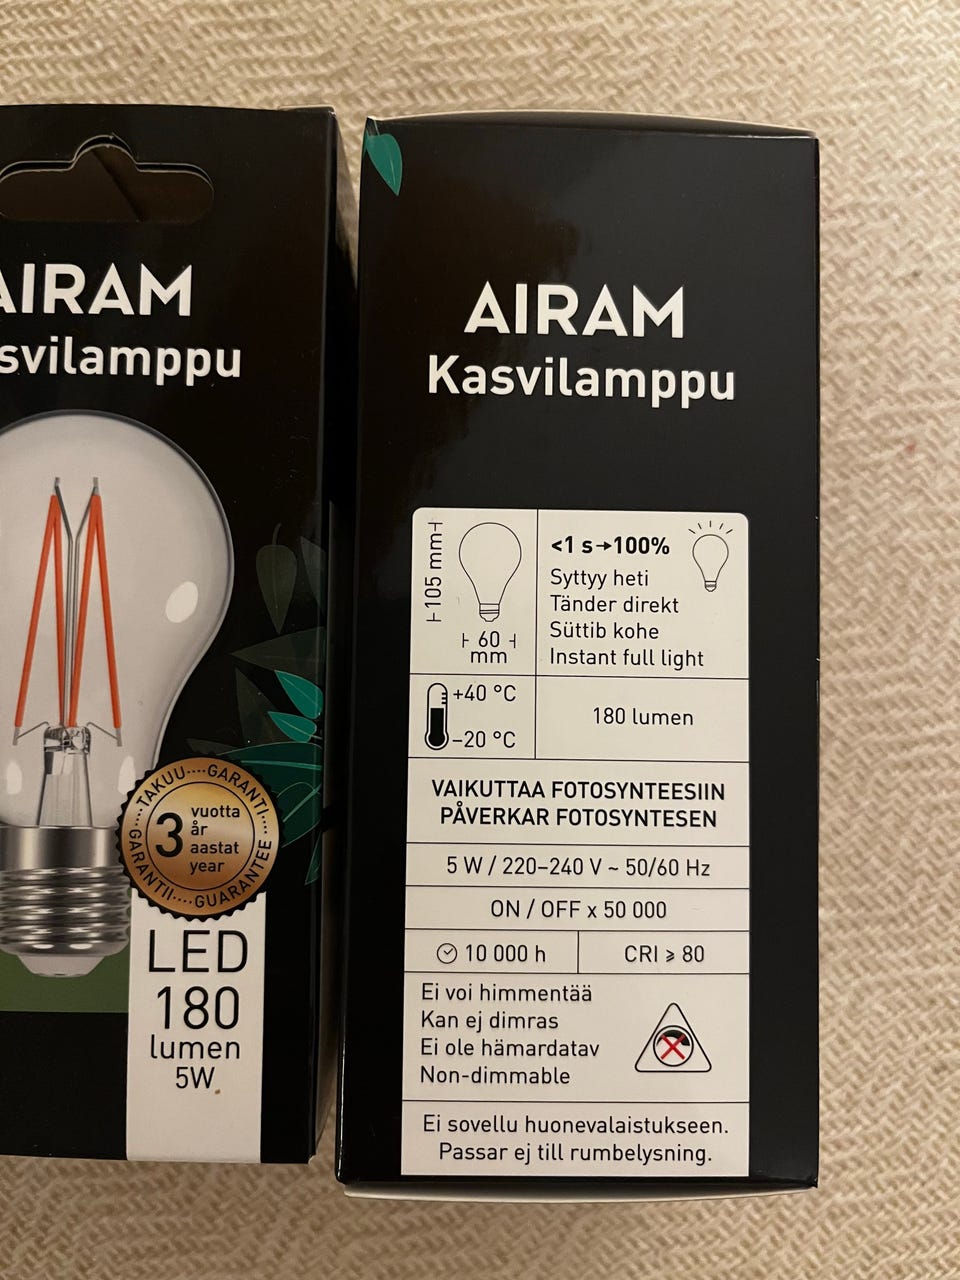 AIRAM
svilamppu
TAKUU····GARANTI····GUARANTEE····GARANTII····
3 vuotta
år
aastat
year
LED
180
lumen
5W
AIRAM
Kasvilamppu
105 mm
60
mm
<1 s→100%
Syttyy heti
Tänder direkt
Süttib kohe
Instant full light
+40 °C
–20 °C
180 lumen
VAIKUTTAA FOTOSYNTEESIIN
PÅVERKAR FOTOSYNTESEN
5 W / 220–240 V ~ 50/60 Hz
ON / OFF x 50 000
10 000 h
CRI ⩾ 80
Ei voi himmentää
Kan ej dimras
Ei ole hämardatav
Non-dimmable
Ei sovellu huonevalaistukseen.
Passar ej till rumbelysning.